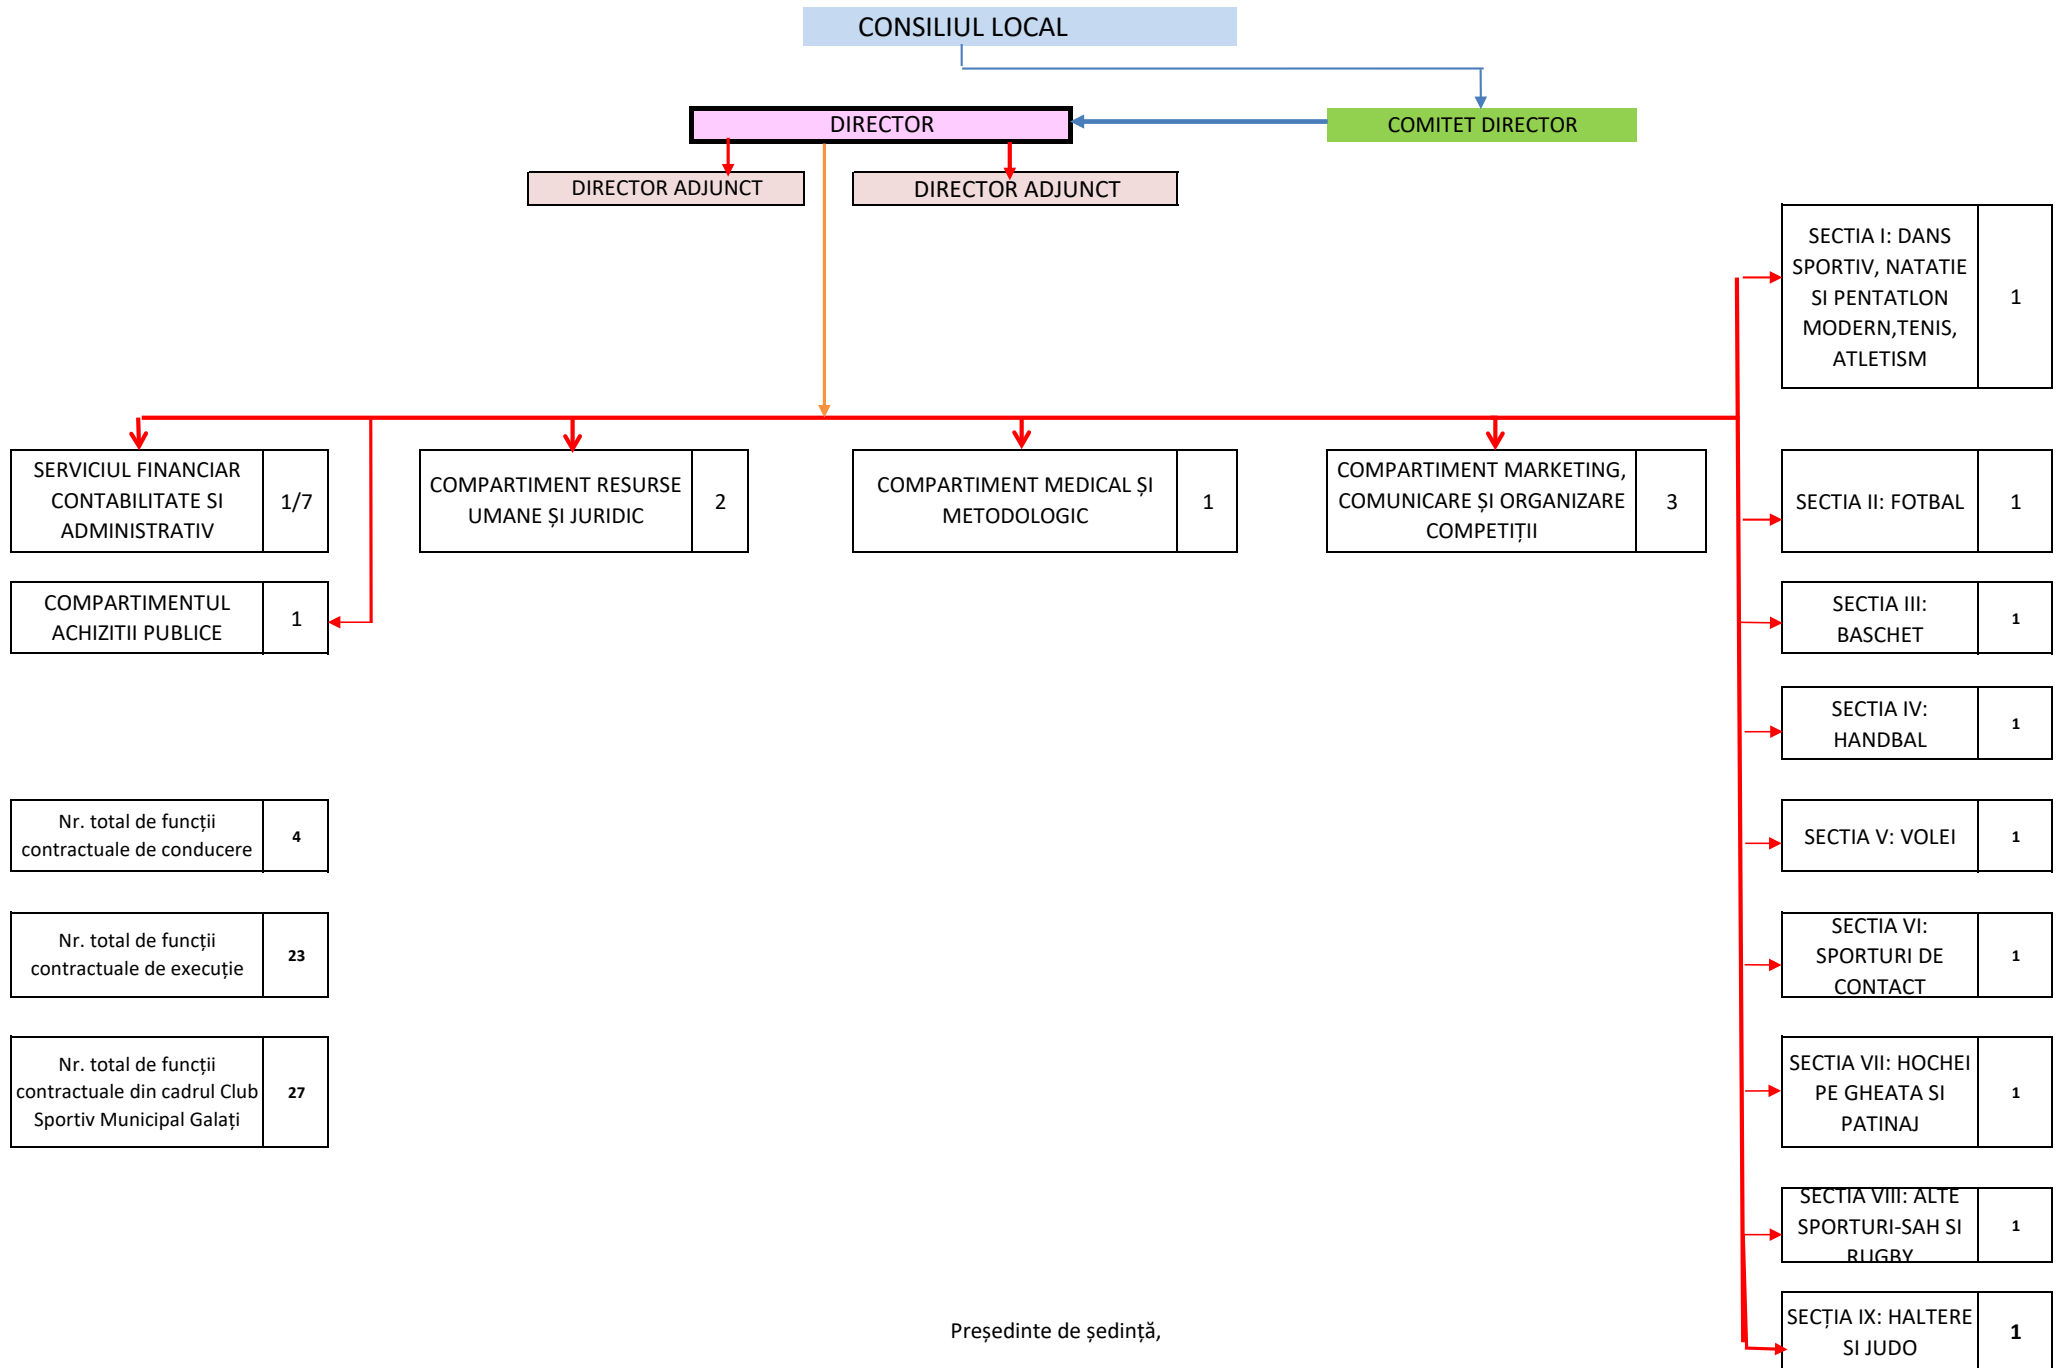 CONSILIUL LOCAL
DIRECTOR
COMITET DIRECTOR
DIRECTOR ADJUNCT
DIRECTOR ADJUNCT
SECTIA I: DANS
SPORTIV, NATATIE
SI PENTATLON
MODERN,TENIS,
ATLETISM
1
SERVICIUL FINANCIAR
CONTABILITATE SI
ADMINISTRATIV
1/7
COMPARTIMENT RESURSE
UMANE ȘI JURIDIC
2
COMPARTIMENT MEDICAL ȘI
METODOLOGIC
1
COMPARTIMENT MARKETING,
COMUNICARE ȘI ORGANIZARE
COMPETIȚII
3
SECTIA II: FOTBAL
1
COMPARTIMENTUL
ACHIZITII PUBLICE
1
SECTIA III:
BASCHET
1
SECTIA IV:
HANDBAL
1
Nr. total de funcții
contractuale de conducere
4
SECTIA V: VOLEI
1
Nr. total de funcții
contractuale de execuție
23
SECTIA VI:
SPORTURI DE
CONTACT
1
Nr. total de funcții
contractuale din cadrul Club
Sportiv Municipal Galați
27
SECTIA VII: HOCHEI
PE GHEATA SI
PATINAJ
1
SECTIA VIII: ALTE
SPORTURI-SAH SI
RUGBY
1
SECȚIA IX: HALTERE
SI JUDO
1
Președinte de ședință,